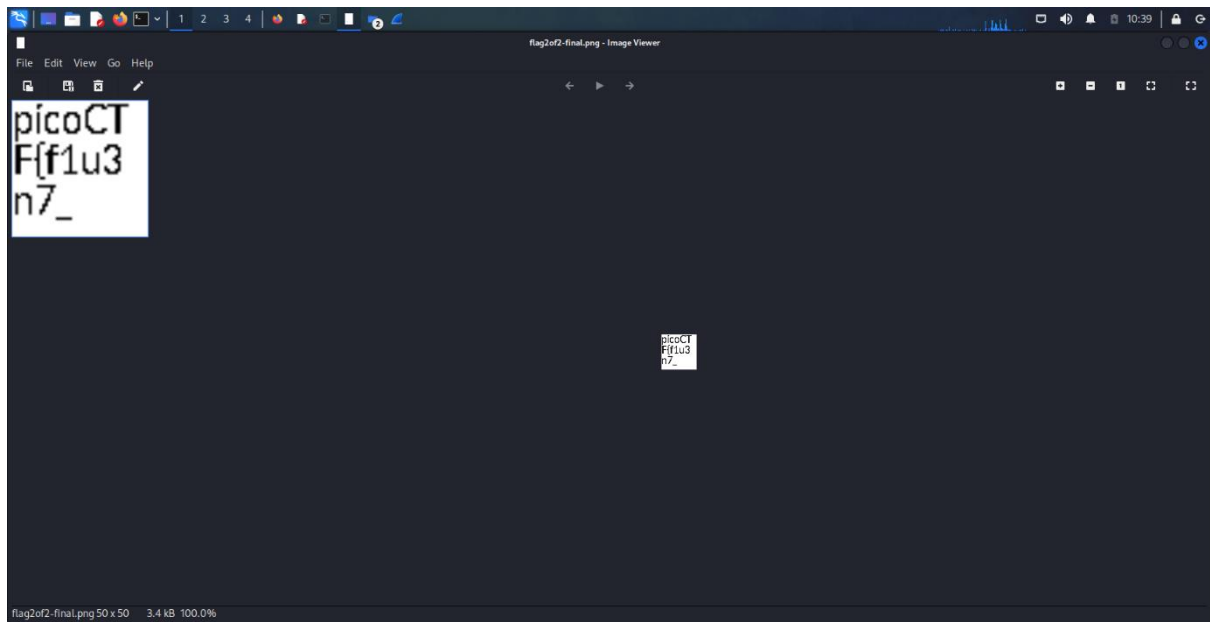 1 2 3 4 2 10:39
flag2of2-final.png - Image Viewer
File Edit View Go Help
picoCT
F{f1u3
n7_
picoCT
F{f1u3
n7_
flag2of2-final.png 50 x 50 3.4 kB 100.0%